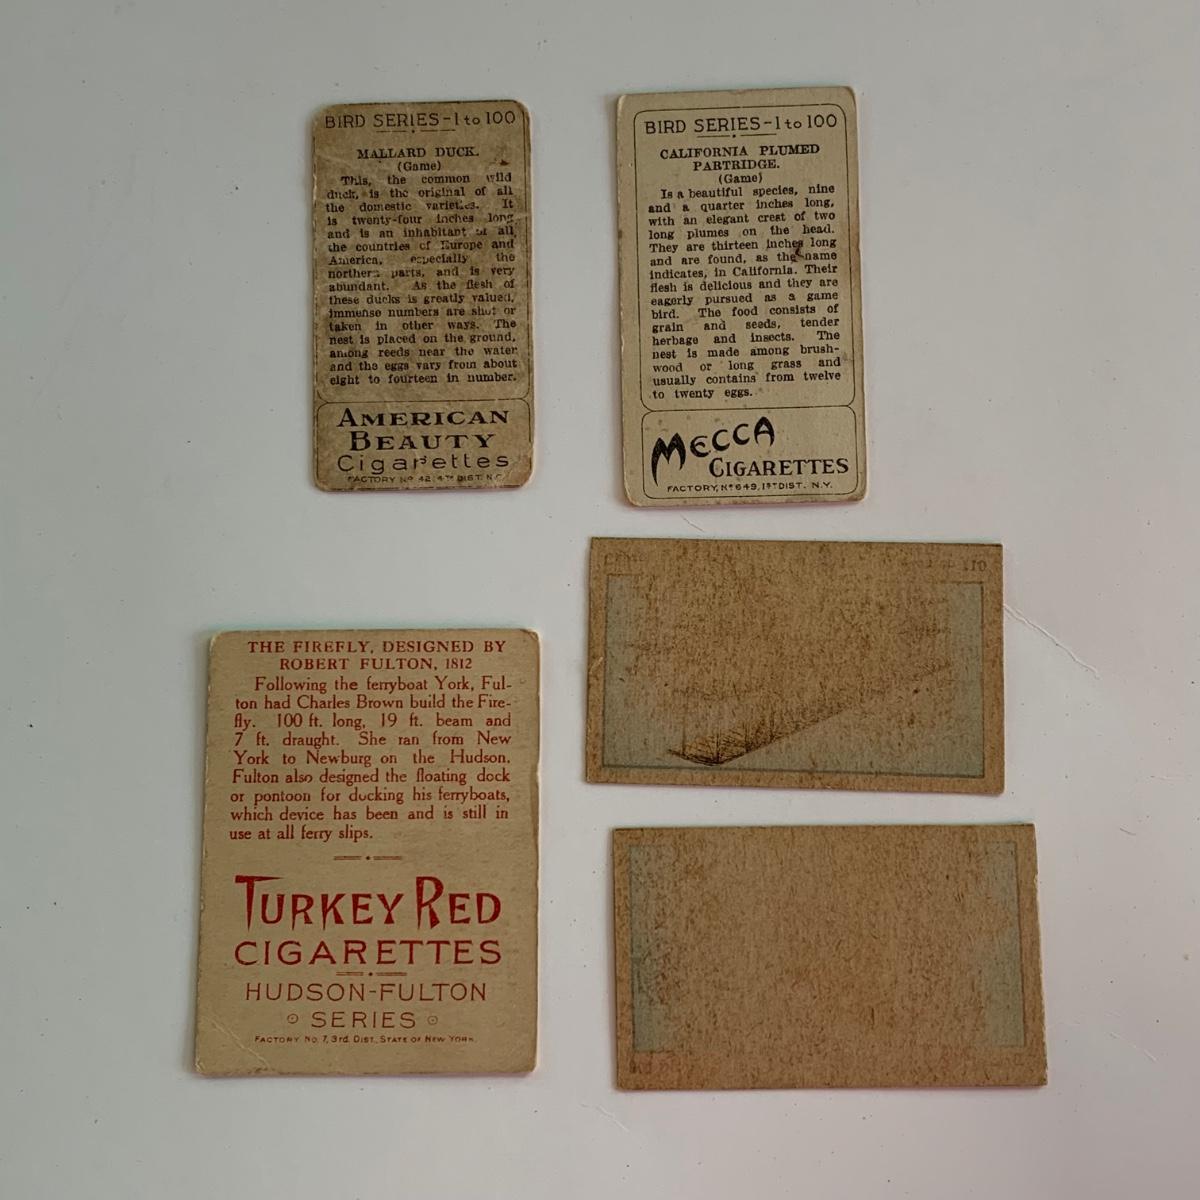 BIRD SERIES-1 to 100
MALLARD DUCK.
(Game)
This, the common wild
duck, is the original of all
the domestic varieties. It
is twenty-four inches long
and is an inhabitant of all
the countries of Europe and
America, especially the
northern parts, and is very
abundant. As the flesh of
these ducks is greatly valued,
immense numbers are shot or
taken in other ways. The
nest is placed on the ground,
among reeds near the water
and the eggs vary from about
eight to fourteen in number.
AMERICAN
BEAUTY
Cigarettes
FACTORY Nº 42, 4TH DIST. N.C.
BIRD SERIES-1 to 100
CALIFORNIA PLUMED
PARTRIDGE.
(Game)
Is a beautiful species, nine
and a quarter inches long,
with an elegant crest of two
long plumes on the head.
They are thirteen inches long
and are found, as the name
indicates, in California. Their
flesh is delicious and they are
eagerly pursued as a game
bird. The food consists of
grain and seeds, tender
herbage and insects. The
nest is made among brush-
wood or long grass and
usually contains from twelve
to twenty eggs.
MECCA
CIGARETTES
FACTORY, Nº 649, 1ST DIST. N.Y.
THE FIREFLY, DESIGNED BY
ROBERT FULTON, 1812
Following the ferryboat York, Ful-
ton had Charles Brown build the Fire-
fly. 100 ft. long, 19 ft. beam and
7 ft. draught. She ran from New
York to Newburg on the Hudson.
Fulton also designed the floating dock
or pontoon for docking his ferryboats,
which device has been and is still in
use at all ferry slips.
TURKEY RED
CIGARETTES
HUDSON-FULTON
SERIES
FACTORY No. 7, 3rd. DIST., STATE OF NEW YORK.